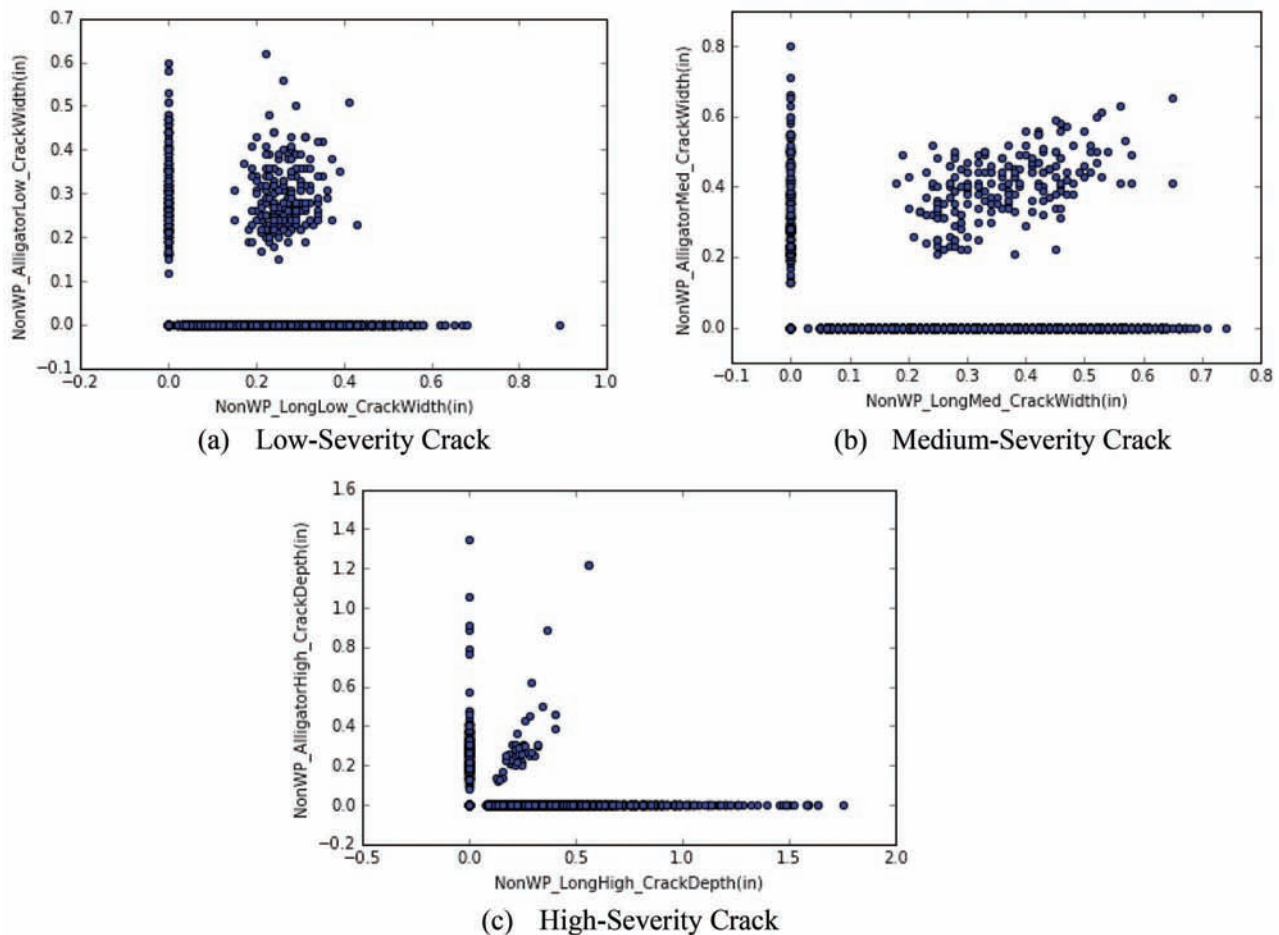 0.7
0.6
0.5
0.4
0.3
0.2
0.1
0.0
−0.1
NonWP_AlligatorLow_CrackWidth(in)
−0.2 0.0 0.2 0.4 0.6 0.8 1.0
NonWP_LongLow_CrackWidth(in)
(a) Low-Severity Crack
0.8
0.6
0.4
0.2
0.0
NonWP_AlligatorMed_CrackWidth(in)
−0.1 0.0 0.1 0.2 0.3 0.4 0.5 0.6 0.7 0.8
NonWP_LongMed_CrackWidth(in)
(b) Medium-Severity Crack
1.6
1.4
1.2
1.0
0.8
0.6
0.4
0.2
0.0
−0.2
NonWP_AlligatorHigh_CrackDepth(in)
−0.5 0.0 0.5 1.0 1.5 2.0
NonWP_LongHigh_CrackDepth(in)
(c) High-Severity Crack